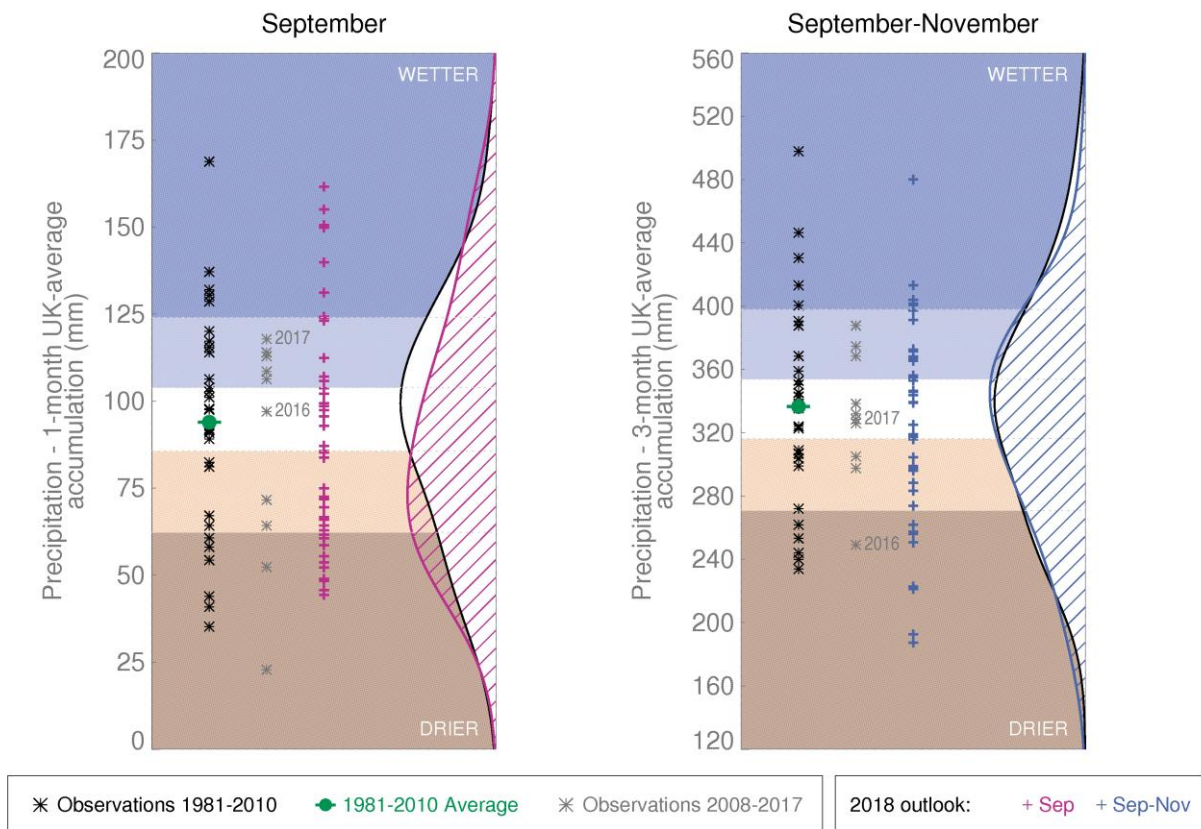 September
Precipitation - 1-month UK-average
accumulation (mm)
200
175
150
125
100
75
50
25
0
WETTER
2017
2016
DRIER
September-November
Precipitation - 3-month UK-average
accumulation (mm)
560
520
480
440
400
360
320
280
240
200
160
120
WETTER
2017
2016
DRIER
Observations 1981-2010
1981-2010 Average
Observations 2008-2017
2018 outlook:
+ Sep
+ Sep-Nov